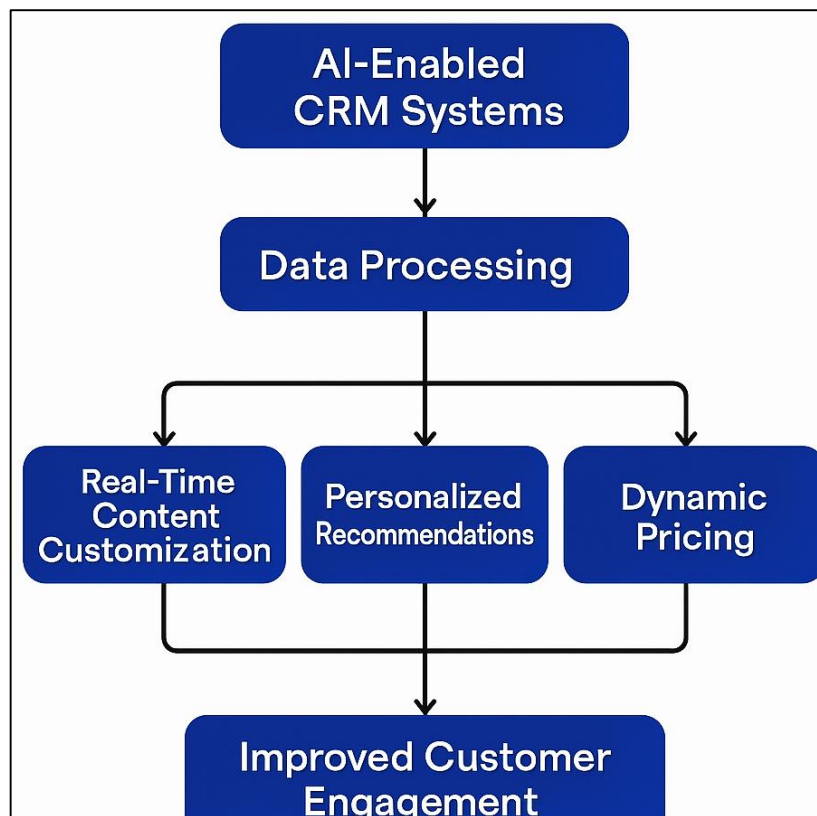 AI-Enabled
CRM Systems
Data Processing
Real-Time
Content
Customization
Personalized
Recommendations
Dynamic
Pricing
Improved Customer
Engagement